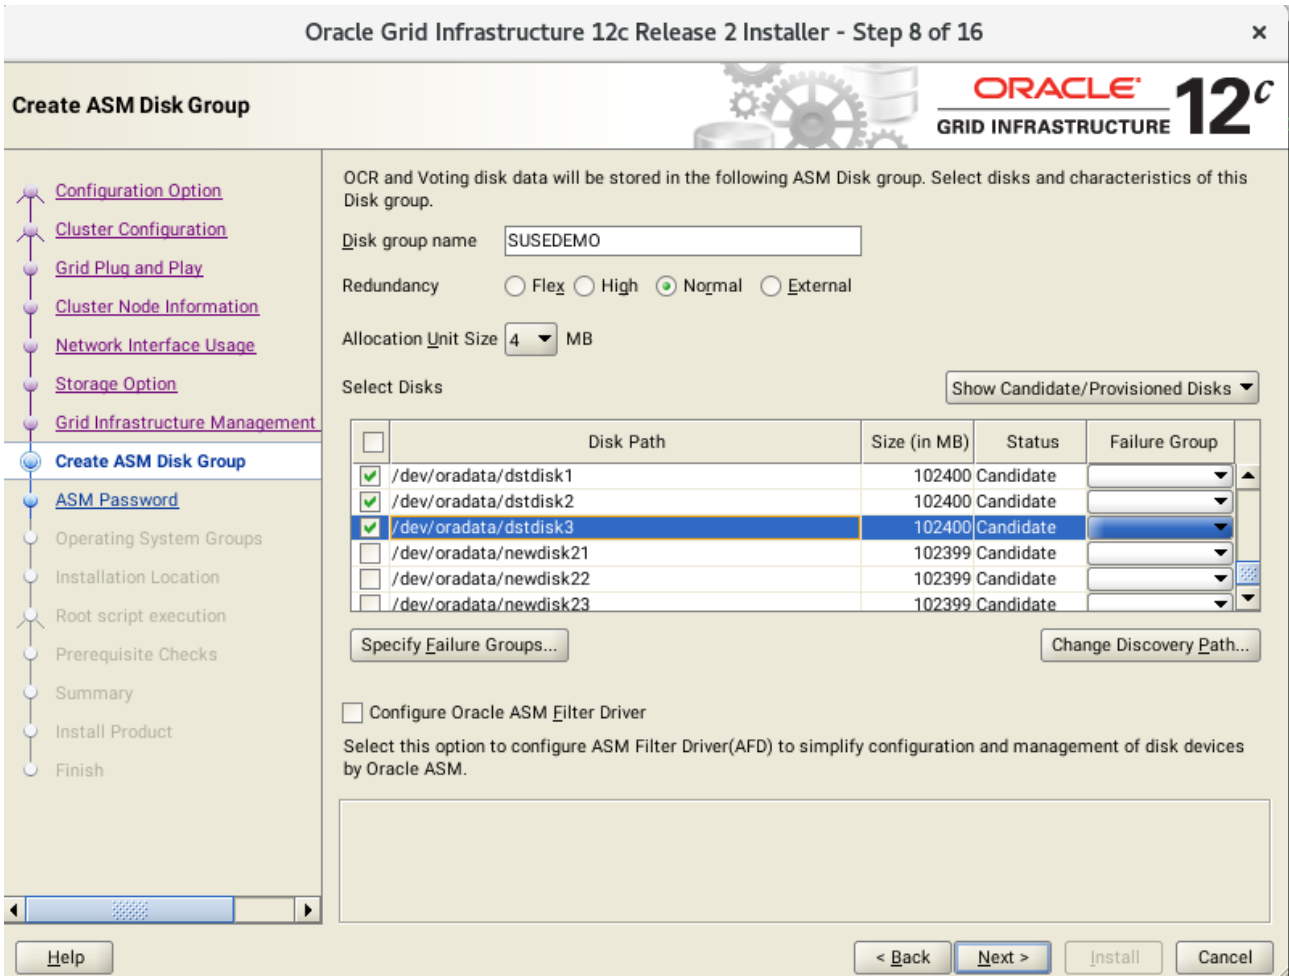 Oracle Grid Infrastructure 12c Release 2 Installer - Step 8 of 16
×
Create ASM Disk Group
ORACLE
GRID INFRASTRUCTURE
12c
Configuration Option
Cluster Configuration
Grid Plug and Play
Cluster Node Information
Network Interface Usage
Storage Option
Grid Infrastructure Management
Create ASM Disk Group
ASM Password
Operating System Groups
Installation Location
Root script execution
Prerequisite Checks
Summary
Install Product
Finish
OCR and Voting disk data will be stored in the following ASM Disk group. Select disks and characteristics of this
Disk group.
Disk group name SUSEDEMO
Redundancy Flex High Normal External
Allocation Unit Size 4 MB
Select Disks Show Candidate/Provisioned Disks
Disk Path Size (in MB) Status Failure Group
/dev/oradata/dstdisk1 102400 Candidate
/dev/oradata/dstdisk2 102400 Candidate
/dev/oradata/dstdisk3 102400 Candidate
/dev/oradata/newdisk21 102399 Candidate
/dev/oradata/newdisk22 102399 Candidate
/dev/oradata/newdisk23 102399 Candidate
Specify Failure Groups... Change Discovery Path...
Configure Oracle ASM Filter Driver
Select this option to configure ASM Filter Driver(AFD) to simplify configuration and management of disk devices
by Oracle ASM.
Help < Back Next > Install Cancel